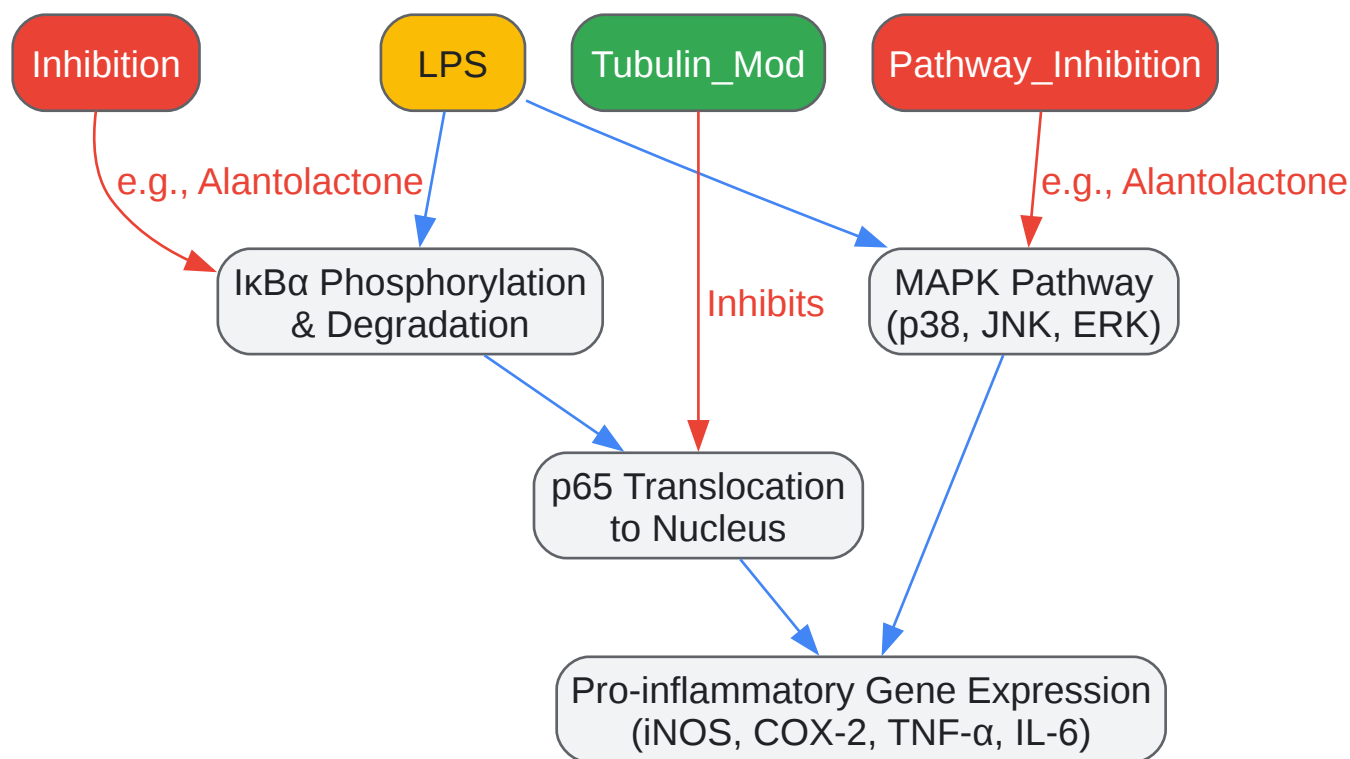 Inhibition
LPS
Tubulin_Mod
Pathway_Inhibition
e.g., Alantolactone
e.g., Alantolactone
IκBα Phosphorylation
& Degradation
Inhibits
MAPK Pathway
(p38, JNK, ERK)
p65 Translocation
to Nucleus
Pro-inflammatory Gene Expression
(iNOS, COX-2, TNF-α, IL-6)